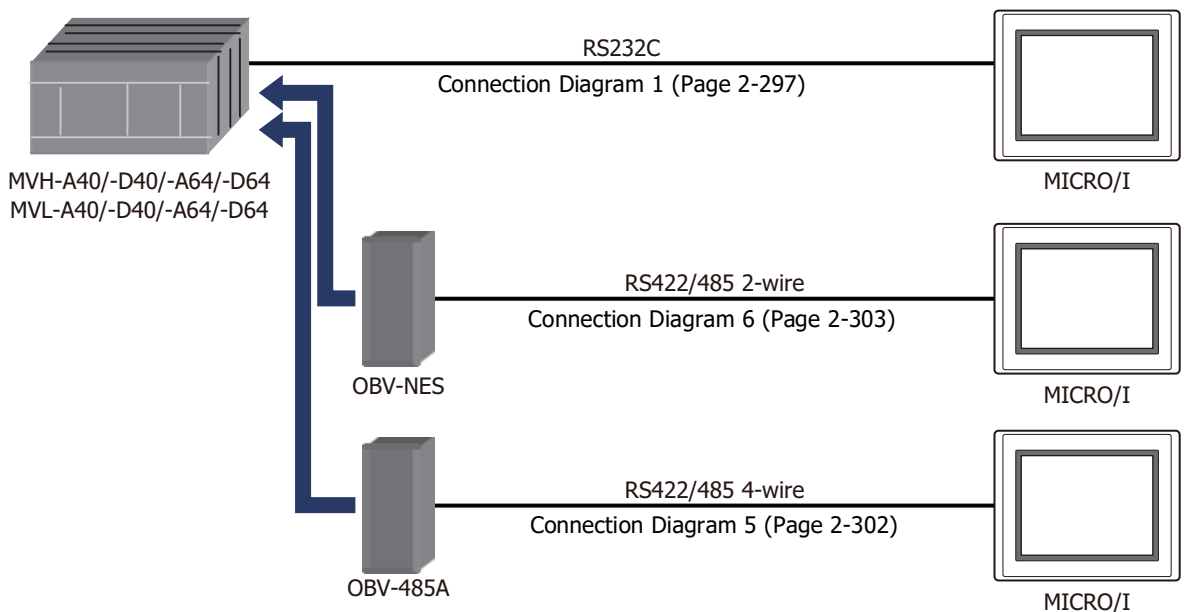 RS232C
Connection Diagram 1 (Page 2-297)
MVH-A40/-D40/-A64/-D64
MVL-A40/-D40/-A64/-D64
MICRO/I
RS422/485 2-wire
Connection Diagram 6 (Page 2-303)
OBV-NES
MICRO/I
RS422/485 4-wire
Connection Diagram 5 (Page 2-302)
OBV-485A
MICRO/I